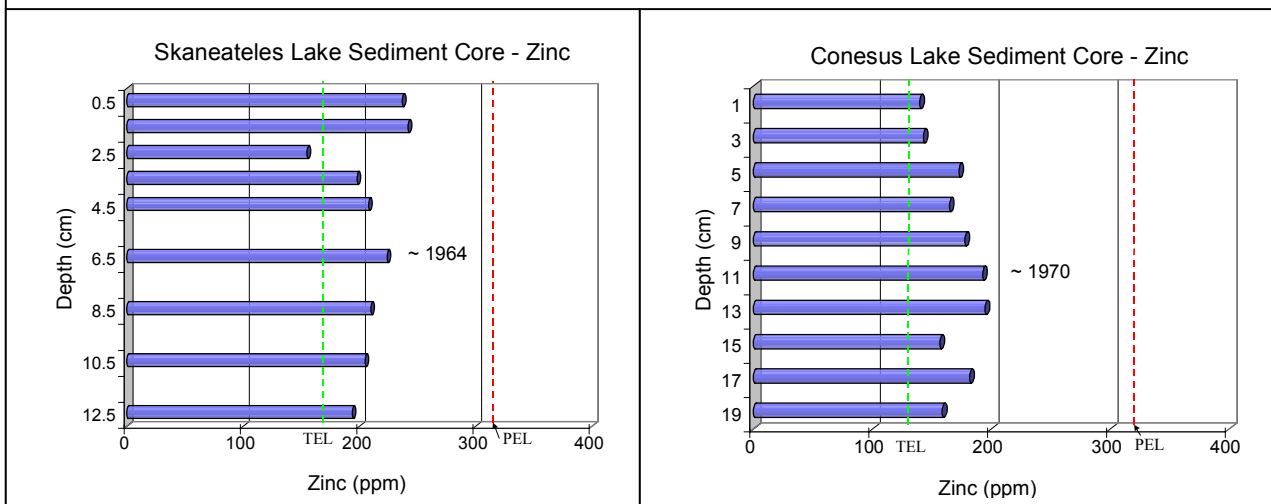 Skaneateles Lake Sediment Core - Zinc
0.5
2.5
4.5
6.5
8.5
10.5
12.5
Depth (cm)
~ 1964
0
100
TEL
200
300
PEL
400
Zinc (ppm)
Conesus Lake Sediment Core - Zinc
1
3
5
7
9
11
13
15
17
19
Depth (cm)
~ 1970
0
100
TEL
200
300
PEL
400
Zinc (ppm)